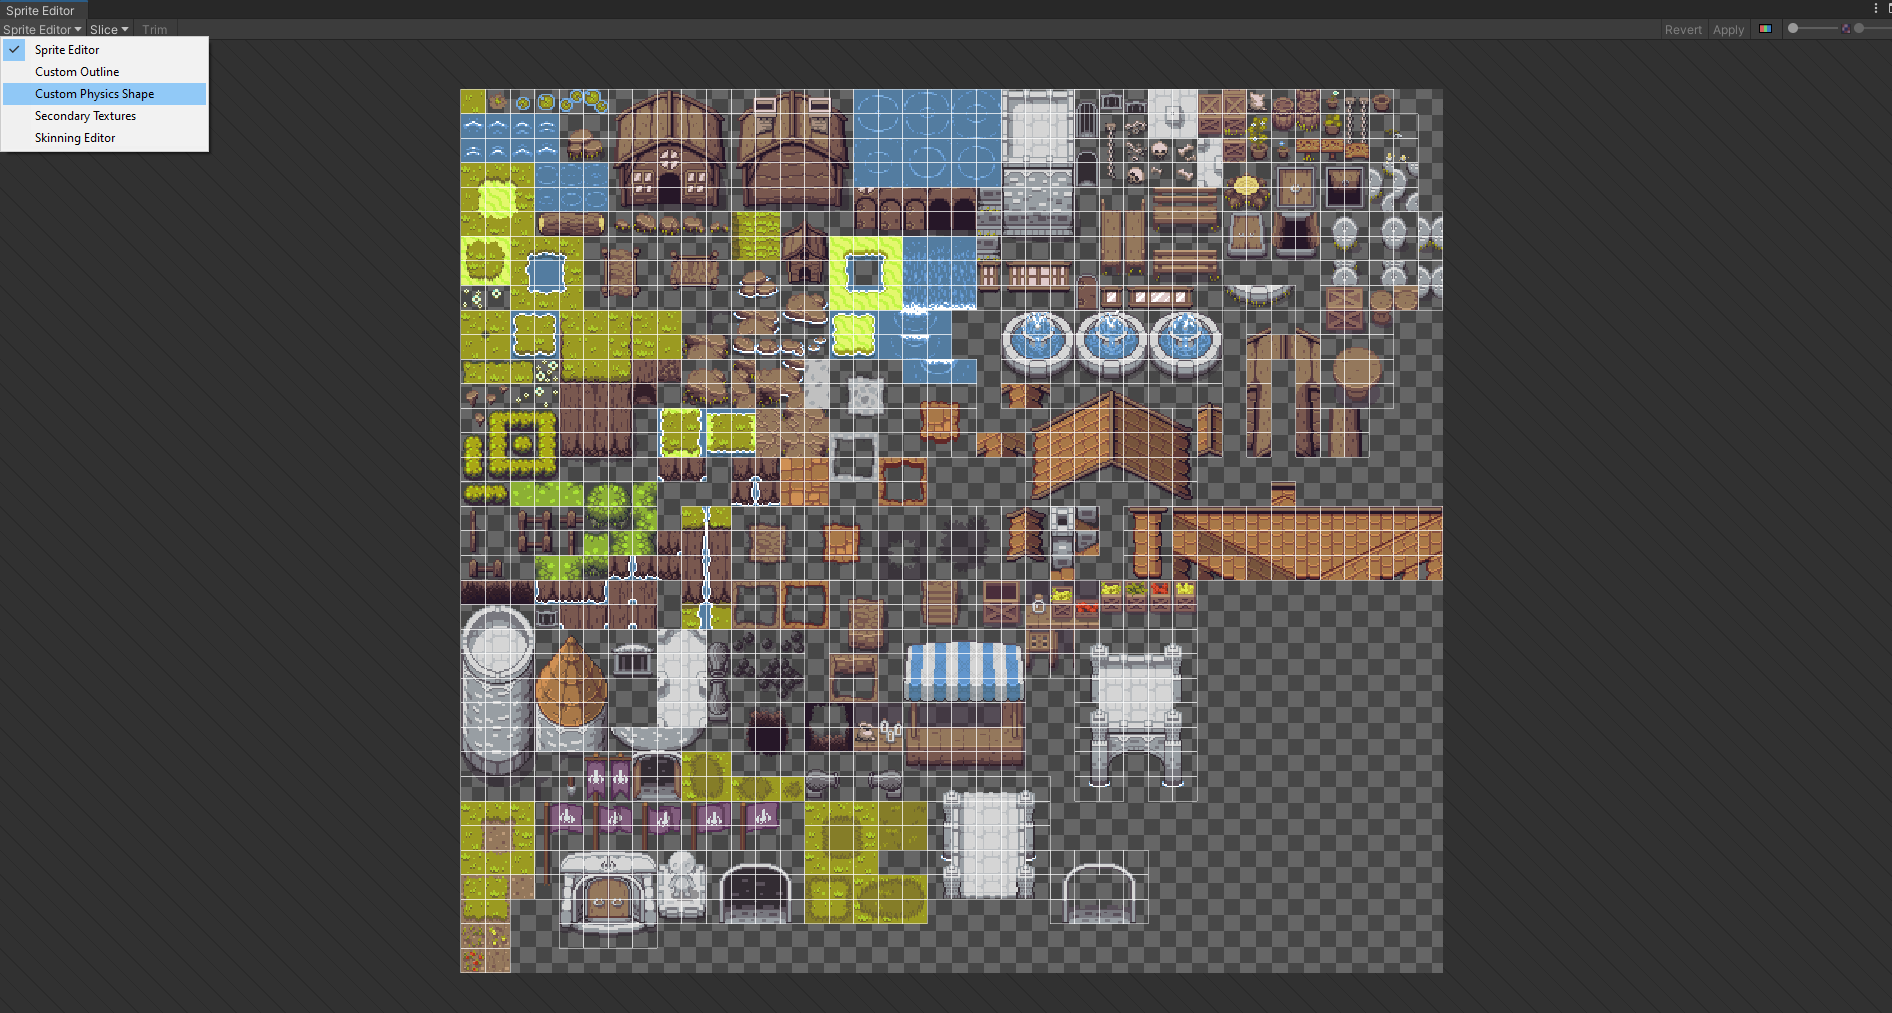 Sprite Editor
Sprite Editor Slice Trim Revert Apply
Sprite Editor
Custom Outline
Custom Physics Shape
Secondary Textures
Skinning Editor